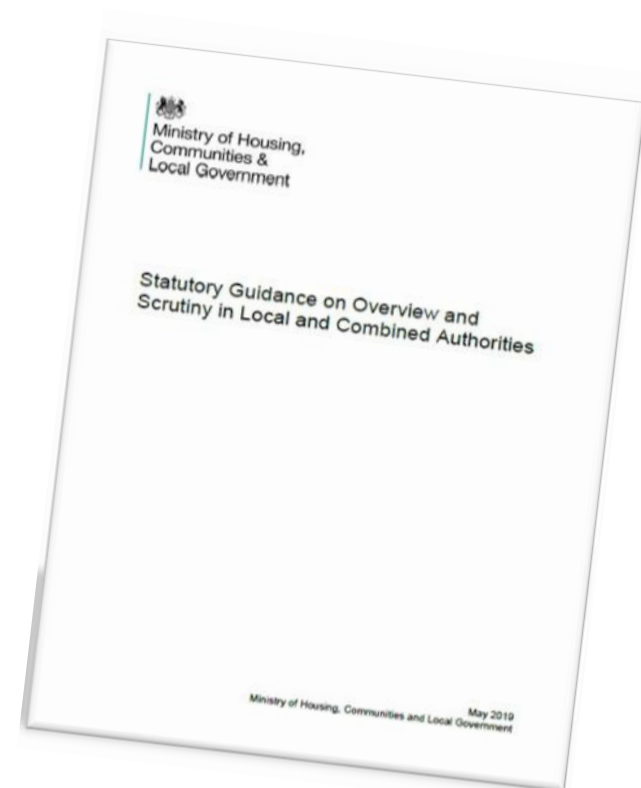 Ministry of Housing,
Communities &
Local Government
Statutory Guidance on Overview and
Scrutiny in Local and Combined Authorities
May 2019
Ministry of Housing, Communities and Local Government